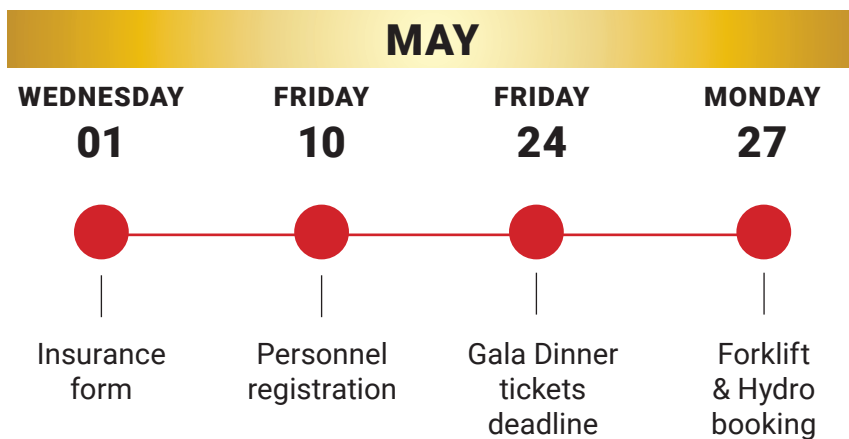 MAY
WEDNESDAY
01
FRIDAY
10
FRIDAY
24
MONDAY
27
Insurance
form
Personnel
registration
Gala Dinner
tickets
deadline
Forklift
& Hydro
booking